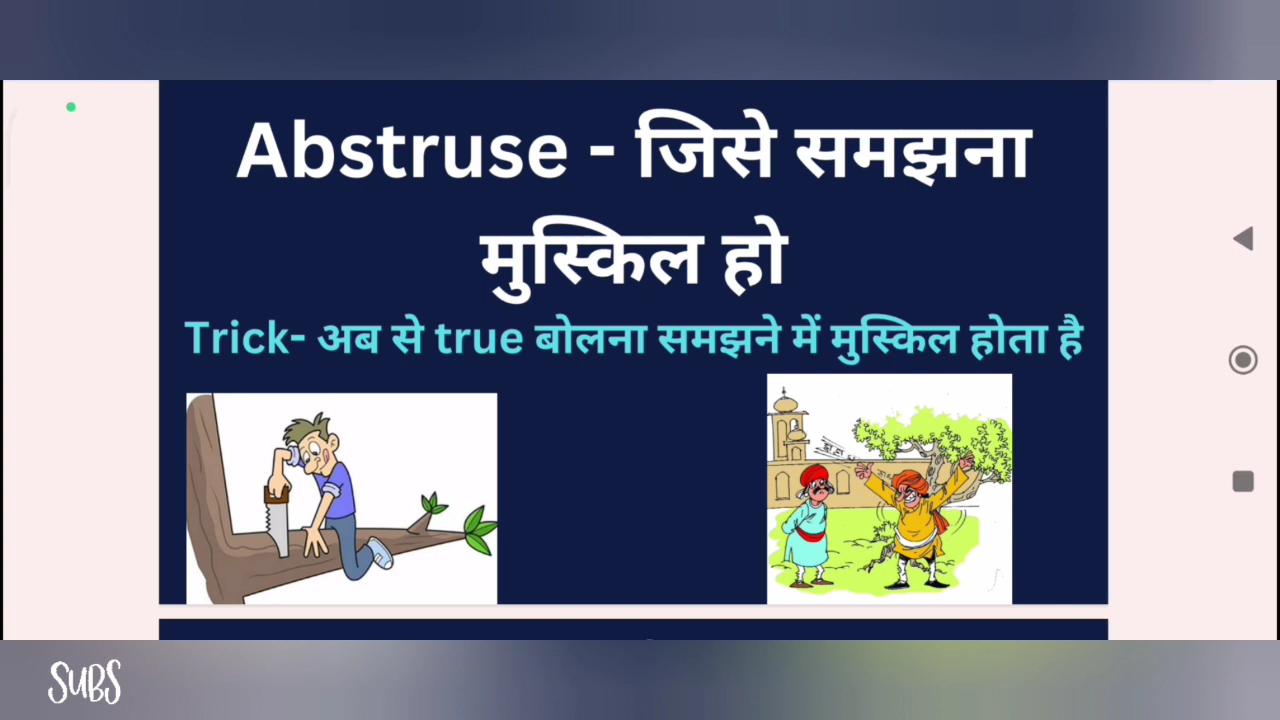 Abstruse - जिसे समझना
मुस्किल हो
Trick- अब से true बोलना समझने में मुस्किल होता है
SUBS